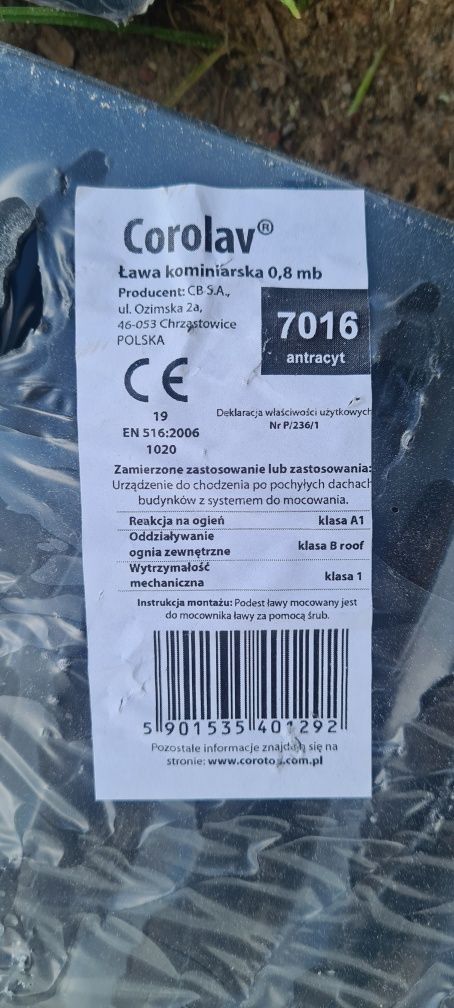 Corolav®
Ława kominiarska 0,8 mb
Producent: CB S.A.,
ul. Ozimska 2a,
46-053 Chrząstowice
POLSKA
7016
antracyt
CE
19
EN 516:2006
1020
Deklaracja właściwości użytkowych
Nr P/236/1
Zamierzone zastosowanie lub zastosowania:
Urządzenie do chodzenia po pochyłych dachach
budynków z systemem do mocowania.
Reakcja na ogień klasa A1
Oddziaływanie
ognia zewnętrzne klasa B roof
Wytrzymałość
mechaniczna klasa 1
Instrukcja montażu: Podest ławy mocowany jest
do mocownika ławy za pomocą śrub.
5 901535 401292
Pozostałe informacje znajdują się na
stronie: www.corotop.com.pl